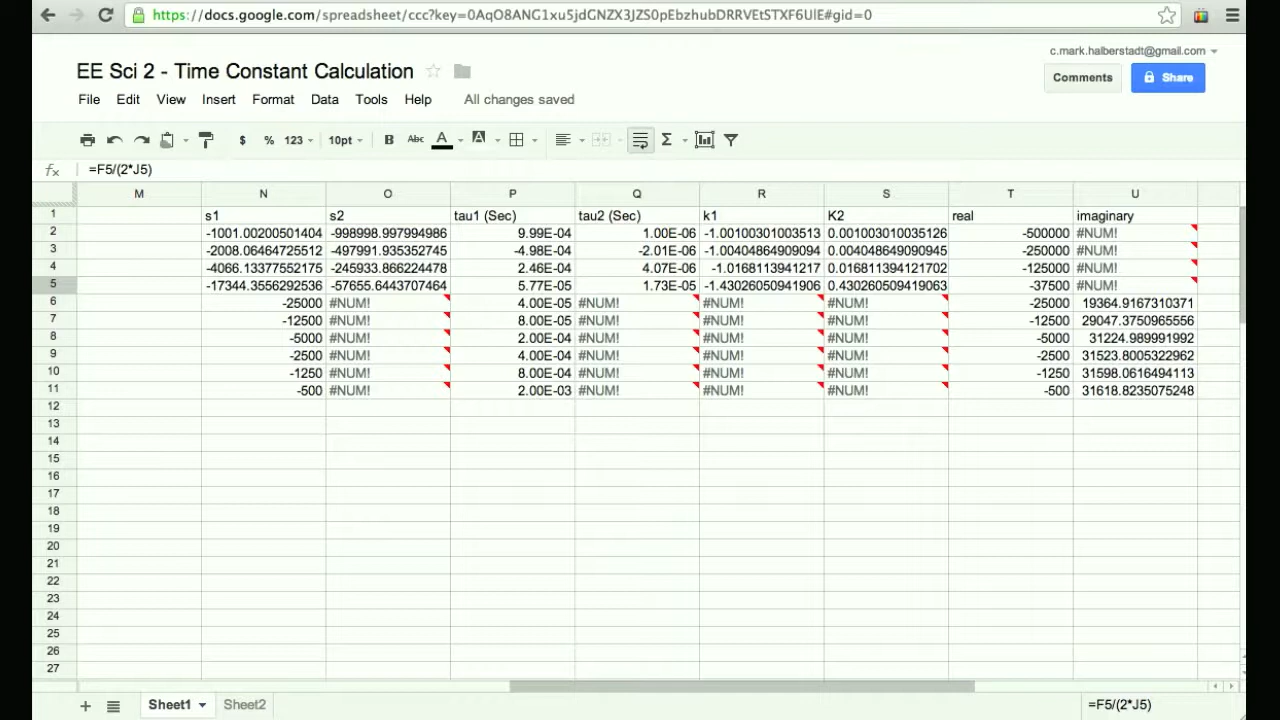 https://docs.google.com/spreadsheet/ccc?key=0AqO8ANG1xu5jdGNZX3JZS0pEbzhubDRRVEtSTXF6UlE#gid=0
c.mark.halberstadt@gmail.com
EE Sci 2 - Time Constant Calculation
Comments Share
File Edit View Insert Format Data Tools Help All changes saved
$ % 123 10pt B Abc A A Σ
fx =F5/(2*J5)
M N O P Q R S T U
1 s1 s2 tau1 (Sec) tau2 (Sec) k1 K2 real imaginary
2 -1001.00200501404 -998998.997994986 9.99E-04 1.00E-06 -1.00100301003513 0.001003010035126 -500000 #NUM!
3 -2008.06464725512 -497991.935352745 -4.98E-04 -2.01E-06 -1.00404864909094 0.004048649090945 -250000 #NUM!
4 -4066.13377552175 -245933.866224478 2.46E-04 4.07E-06 -1.0168113941217 0.016811394121702 -125000 #NUM!
5 -17344.3556292536 -57655.6443707464 5.77E-05 1.73E-05 -1.43026050941906 0.430260509419063 -37500 #NUM!
6 -25000 #NUM! 4.00E-05 #NUM! #NUM! #NUM! -25000 19364.9167310371
7 -12500 #NUM! 8.00E-05 #NUM! #NUM! #NUM! -12500 29047.3750965556
8 -5000 #NUM! 2.00E-04 #NUM! #NUM! #NUM! -5000 31224.989991992
9 -2500 #NUM! 4.00E-04 #NUM! #NUM! #NUM! -2500 31523.8005322962
10 -1250 #NUM! 8.00E-04 #NUM! #NUM! #NUM! -1250 31598.0616494113
11 -500 #NUM! 2.00E-03 #NUM! #NUM! #NUM! -500 31618.8235075248
12
13
14
15
16
17
18
19
20
21
22
23
24
25
26
27
+ Sheet1 Sheet2 =F5/(2*J5)